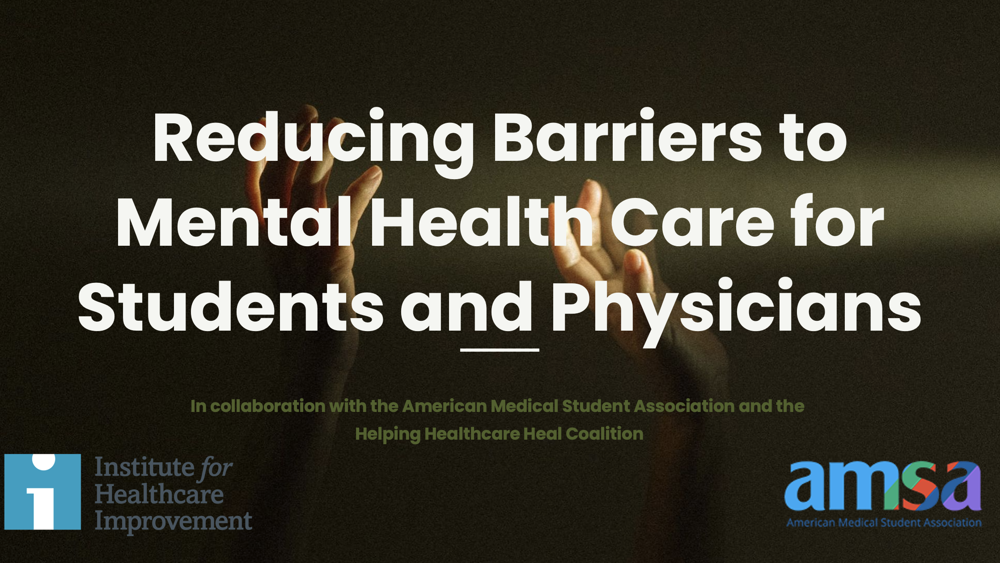 Reducing Barriers to
Mental Health Care for
Students and Physicians
In collaboration with the American Medical Student Association and the
Helping Healthcare Heal Coalition
Institute for
Healthcare
Improvement
amsa
American Medical Student Association